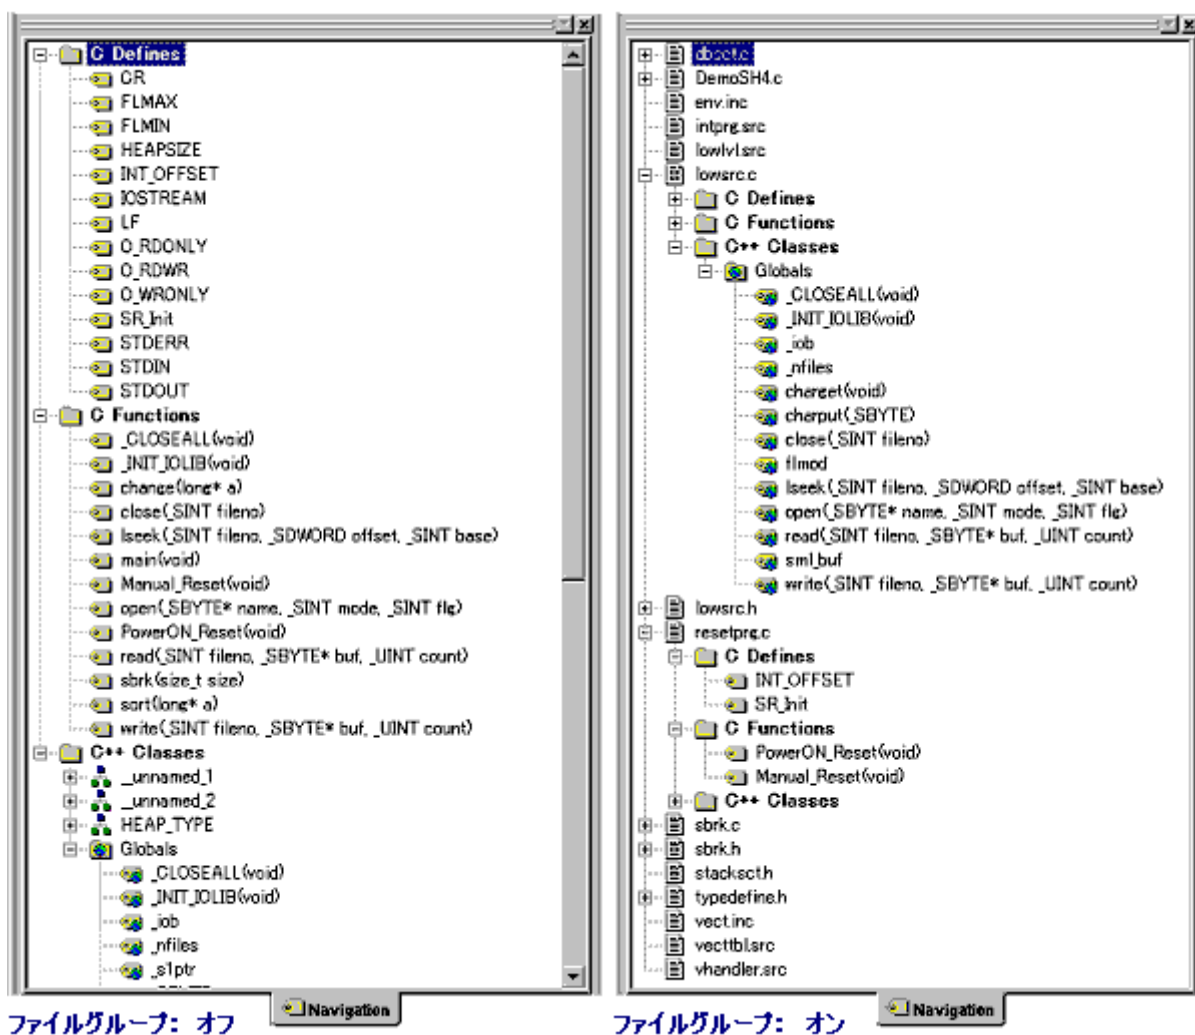 C Defines
CR
FLMAX
FLMIN
HEAPSIZE
INT_OFFSET
IOSTREAM
LF
O_RDONLY
O_RDWR
O_WRONLY
SR_Init
STDERR
STDIN
STDOUT
C Functions
_CLOSEALL(void)
_INIT_IOLIB(void)
change(long* a)
close(_SINT fileno)
lseek(_SINT fileno, _SDWORD offset, _SINT base)
main(void)
Manual_Reset(void)
open(_SBYTE* name, _SINT mode, _SINT flg)
PowerON_Reset(void)
read(_SINT fileno, _SBYTE* buf, _UINT count)
sbrk(size_t size)
sort(long* a)
write(_SINT fileno, _SBYTE* buf, _UINT count)
C++ Classes
__unnamed_1
__unnamed_2
HEAP_TYPE
Globals
_CLOSEALL(void)
_INIT_IOLIB(void)
_iob
_nfiles
_s1ptr
Navigation
ファイルグループ： オフ
dbsct.c
DemoSH4.c
env.inc
intprg.src
lowlvl.src
lowsrc.c
C Defines
C Functions
C++ Classes
Globals
_CLOSEALL(void)
_INIT_IOLIB(void)
_iob
_nfiles
charget(void)
charput(_SBYTE)
close(_SINT fileno)
flmod
lseek(_SINT fileno, _SDWORD offset, _SINT base)
open(_SBYTE* name, _SINT mode, _SINT flg)
read(_SINT fileno, _SBYTE* buf, _UINT count)
sml_buf
write(_SINT fileno, _SBYTE* buf, _UINT count)
lowsrc.h
resetprg.c
C Defines
INT_OFFSET
SR_Init
C Functions
PowerON_Reset(void)
Manual_Reset(void)
C++ Classes
sbrk.c
sbrk.h
stacksct.h
typedefine.h
vect.inc
vecttbl.src
vhandler.src
Navigation
ファイルグループ： オン